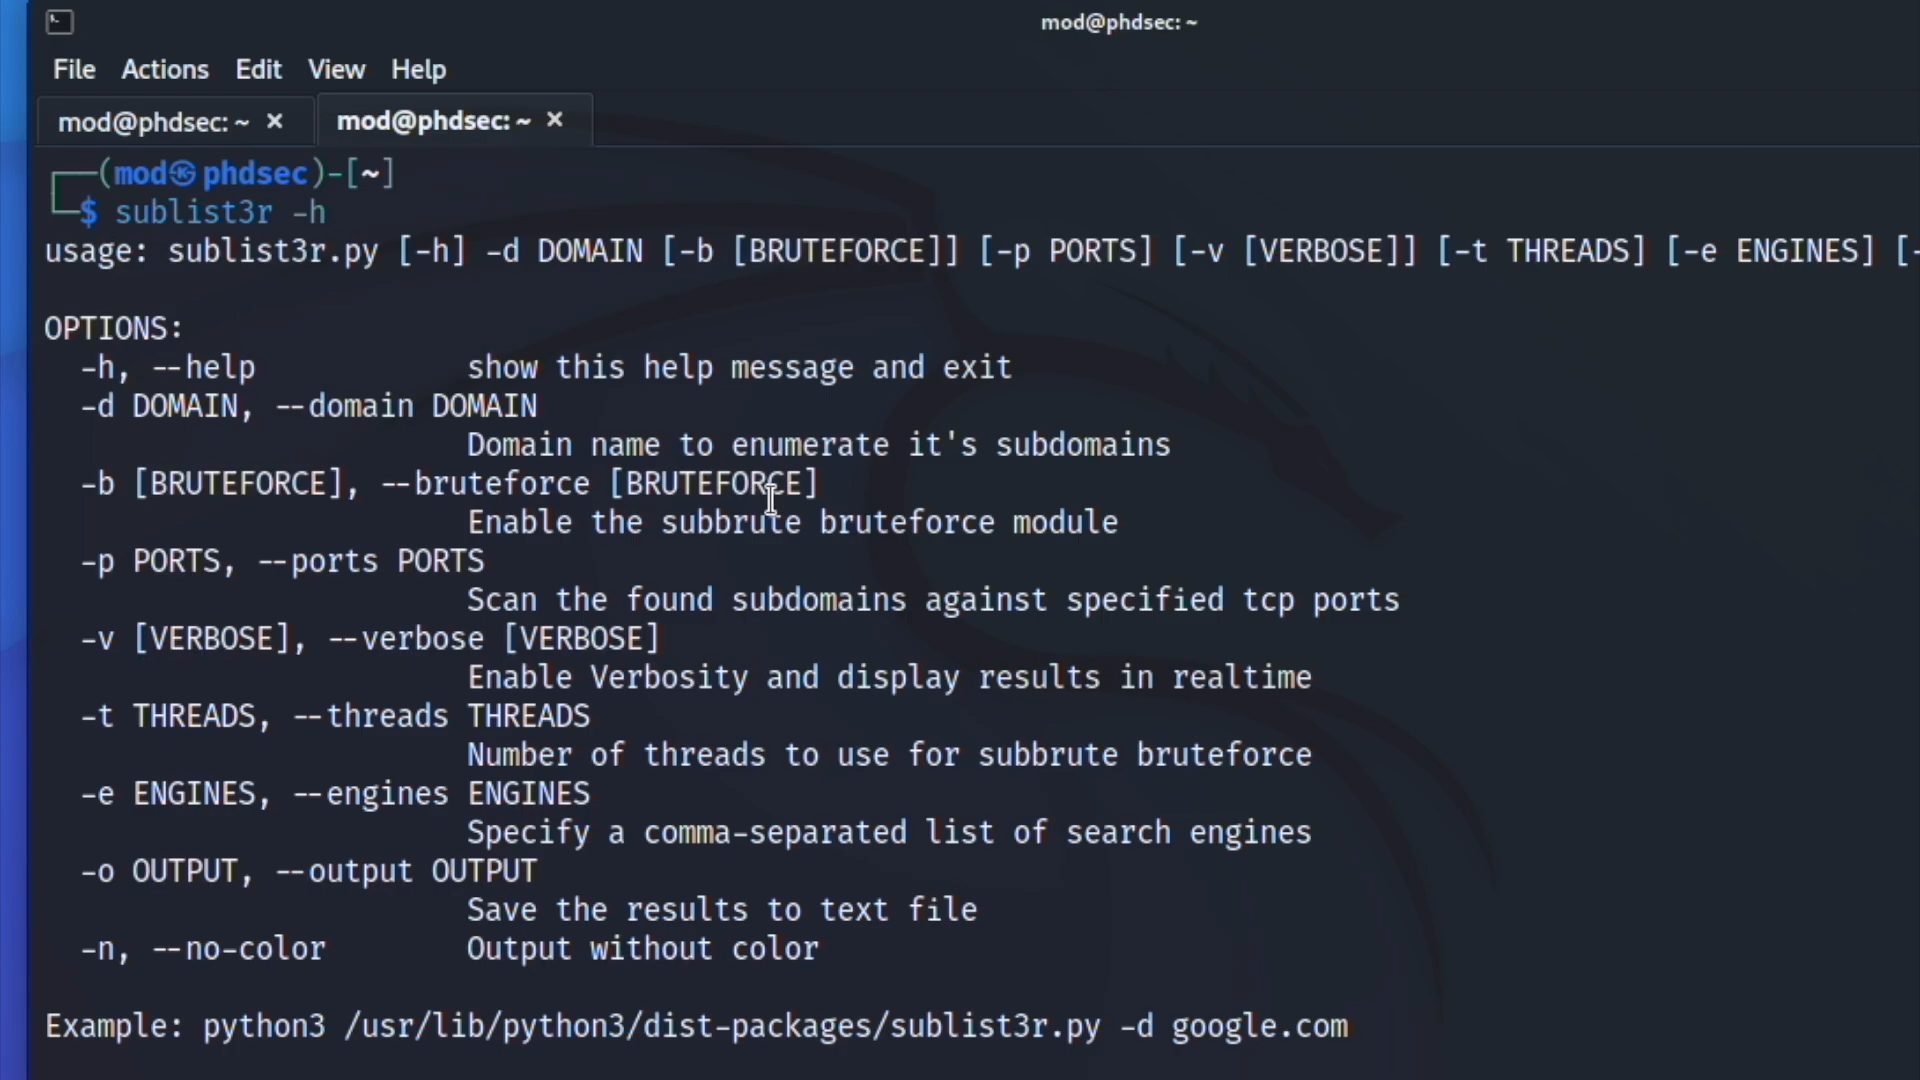 mod@phdsec: ~
File Actions Edit View Help
mod@phdsec: ~ × mod@phdsec: ~ ×
┌──(mod㉿phdsec)-[~]
└─$ sublist3r -h
usage: sublist3r.py [-h] -d DOMAIN [-b [BRUTEFORCE]] [-p PORTS] [-v [VERBOSE]] [-t THREADS] [-e ENGINES] [-
OPTIONS:
-h, --help show this help message and exit
-d DOMAIN, --domain DOMAIN
Domain name to enumerate it's subdomains
-b [BRUTEFORCE], --bruteforce [BRUTEFORCE]
Enable the subbrute bruteforce module
-p PORTS, --ports PORTS
Scan the found subdomains against specified tcp ports
-v [VERBOSE], --verbose [VERBOSE]
Enable Verbosity and display results in realtime
-t THREADS, --threads THREADS
Number of threads to use for subbrute bruteforce
-e ENGINES, --engines ENGINES
Specify a comma-separated list of search engines
-o OUTPUT, --output OUTPUT
Save the results to text file
-n, --no-color Output without color
Example: python3 /usr/lib/python3/dist-packages/sublist3r.py -d google.com